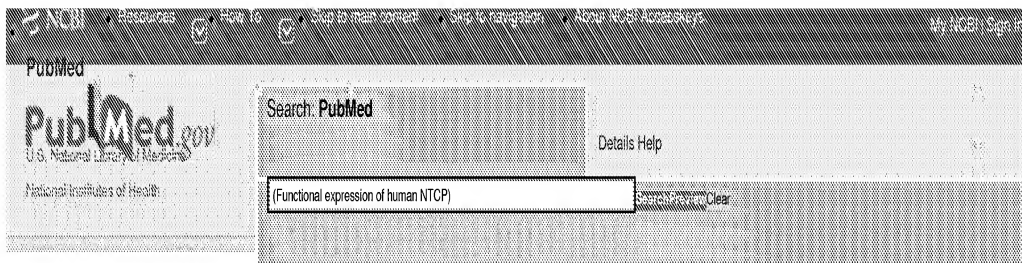 NCBI Resources How To Skip to main content Skip to navigation About NCBI Accesskeys My NCBI | Sign In
PubMed
PubMed.gov
U.S. National Library of Medicine
National Institutes of Health
Search: PubMed
Details Help
(Functional expression of human NTCP)
Clear